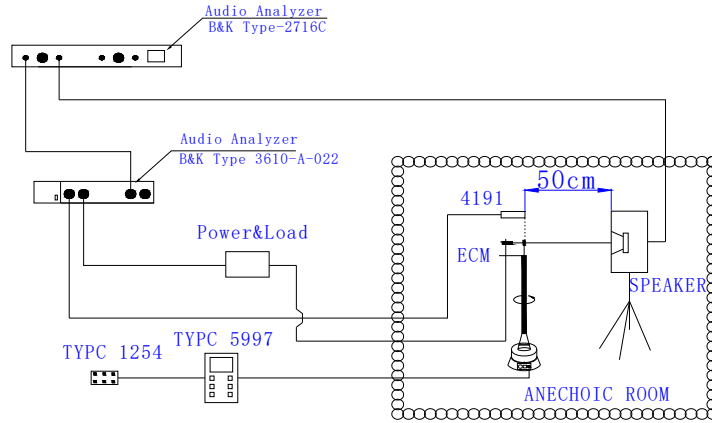 Audio Analyzer
B&K Type-2716C
Audio Analyzer
B&K Type 3610-A-022
50cm
4191
Power&Load
ECM
SPEAKER
TYPC 1254
TYPC 5997
ANECHOIC ROOM